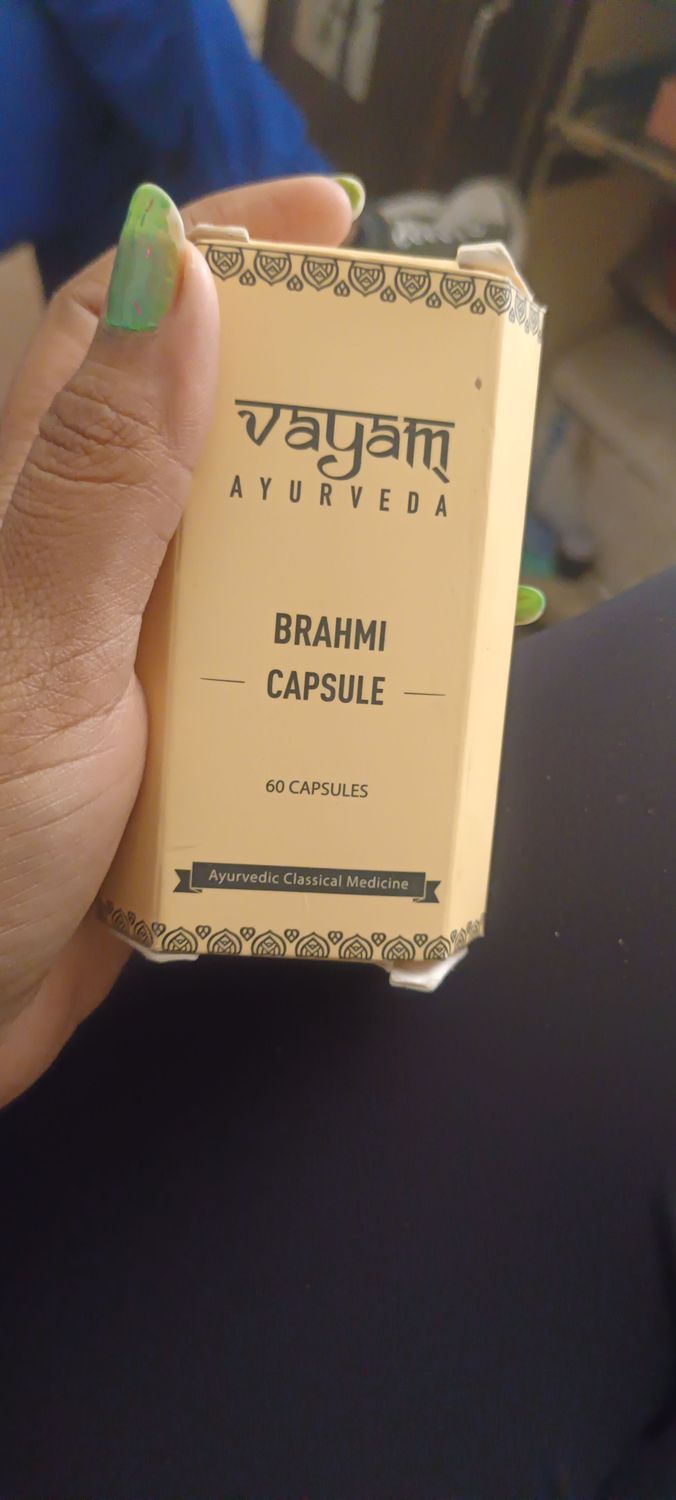 vayam
AYURVEDA
BRAHMI
CAPSULE
60 CAPSULES
Ayurvedic Classical Medicine